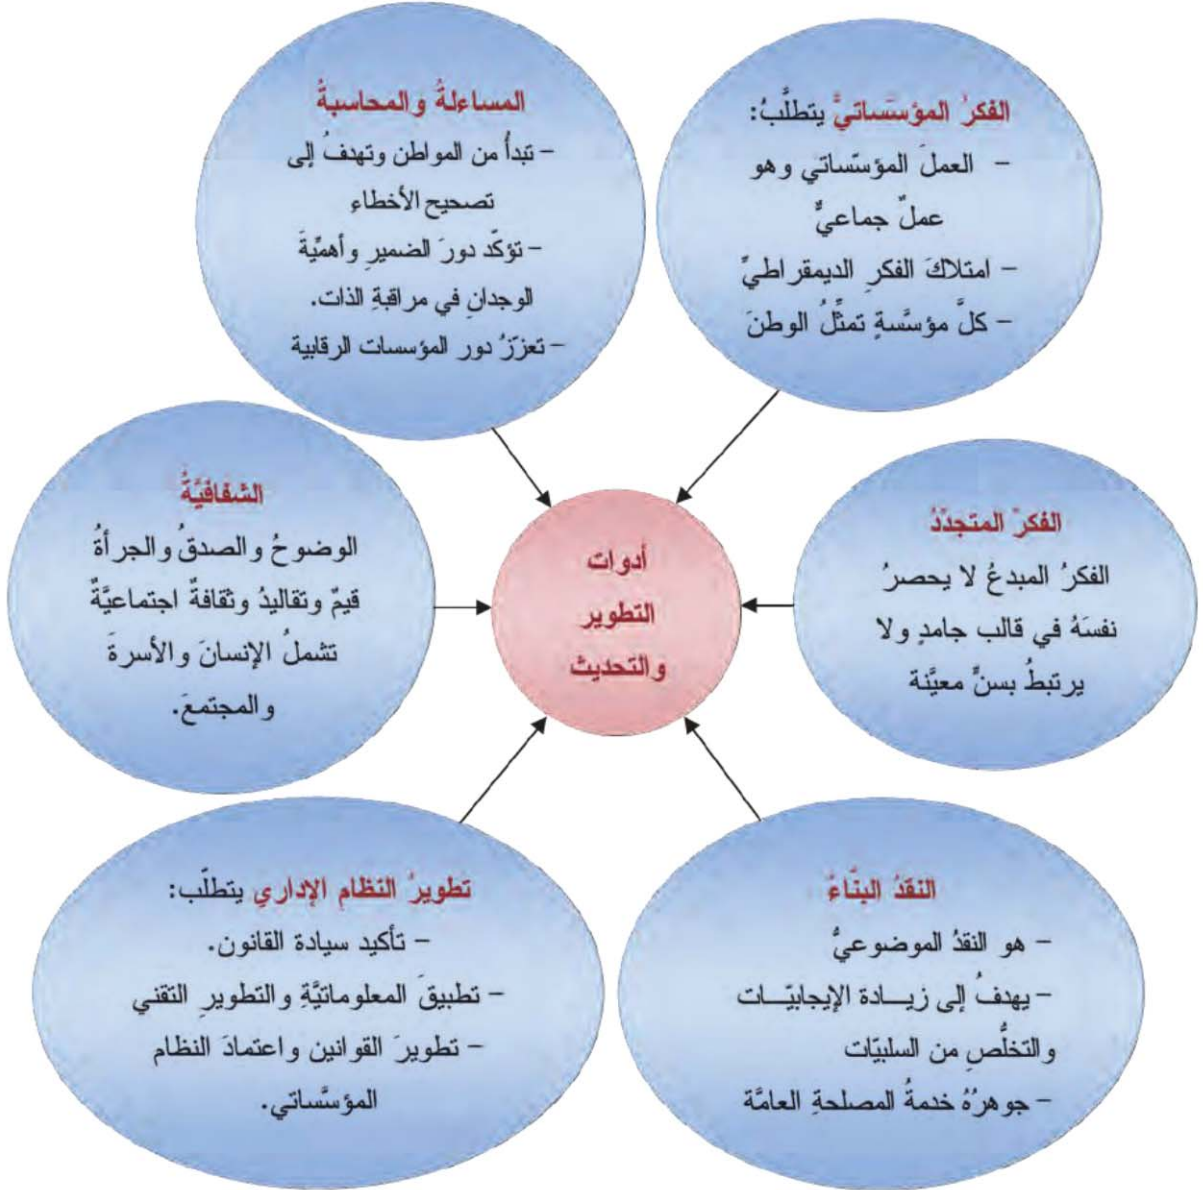 الفكرُ المؤسّساتيُّ يتطلَّبُ:
– العملَ المؤسّساتي وهو
عملٌ جماعيٌّ
– امتلاكَ الفكرِ الديمقراطيِّ
– كلَّ مؤسَّسةٍ تمثِّلُ الوطنَ
المساءلةُ والمحاسبةُ
– تبدأُ من المواطن وتهدفُ إلى
تصحيح الأخطاء
– تؤكّد دورَ الضميرِ وأهمِّيةَ
الوجدانِ في مراقبةِ الذات.
– تعزّزُ دور المؤسسات الرقابية
الفكرُ المتجدّدُ
الفكرُ المبدعُ لا يحصرُ
نفسَهُ في قالب جامدٍ ولا
يرتبطُ بسنٍّ معيَّنة
أدوات
التطوير
والتحديث
الشفافيَّةُ
الوضوحُ والصدقُ والجرأةُ
قيمٌ وتقاليدُ وثقافةٌ اجتماعيَّةٌ
تشملُ الإنسانَ والأسرةَ
والمجتمعَ.
النقدُ البنّاءُ
– هو النقدُ الموضوعيُّ
– يهدفُ إلى زيـــادة الإيجابيّـــات
والتخلُّصِ من السلبيّات
– جوهرُهُ خدمةُ المصلحةِ العامَّة
تطويرُ النظامِ الإداري يتطلّب:
– تأكيد سيادة القانون.
– تطبيقَ المعلوماتيَّةِ والتطويرِ التقني
– تطويرَ القوانين واعتمادَ النظام
المؤسَّساتي.